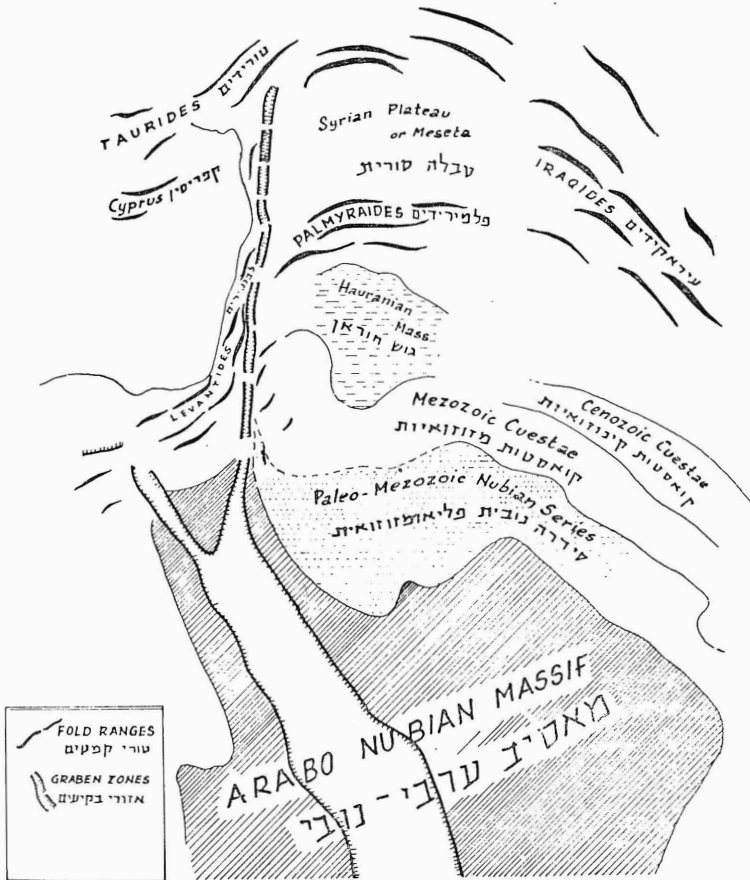 TAURIDES טורידים
Syrian Plateau
or Meseta
טבלה סורית
Cyprus קפריסין
IRAQIDES עיראקידים
PALMYRAIDES פלמירידים
Hauranian
Mass
גוש חוראן
LEVANTIDES
Mezozoic Cuestae
קואסטות מזוזואיות
Cenozoic Cuestae
קואסטות קינוזואיות
Paleo-Mezozoic Nubian Series
סידרה נובית פליאומזוזואית
ARABO NUBIAN MASSIF
מאסיב ערבי-נובי
FOLD RANGES
טורי קמטים
GRABEN ZONES
אזורי בקיעים